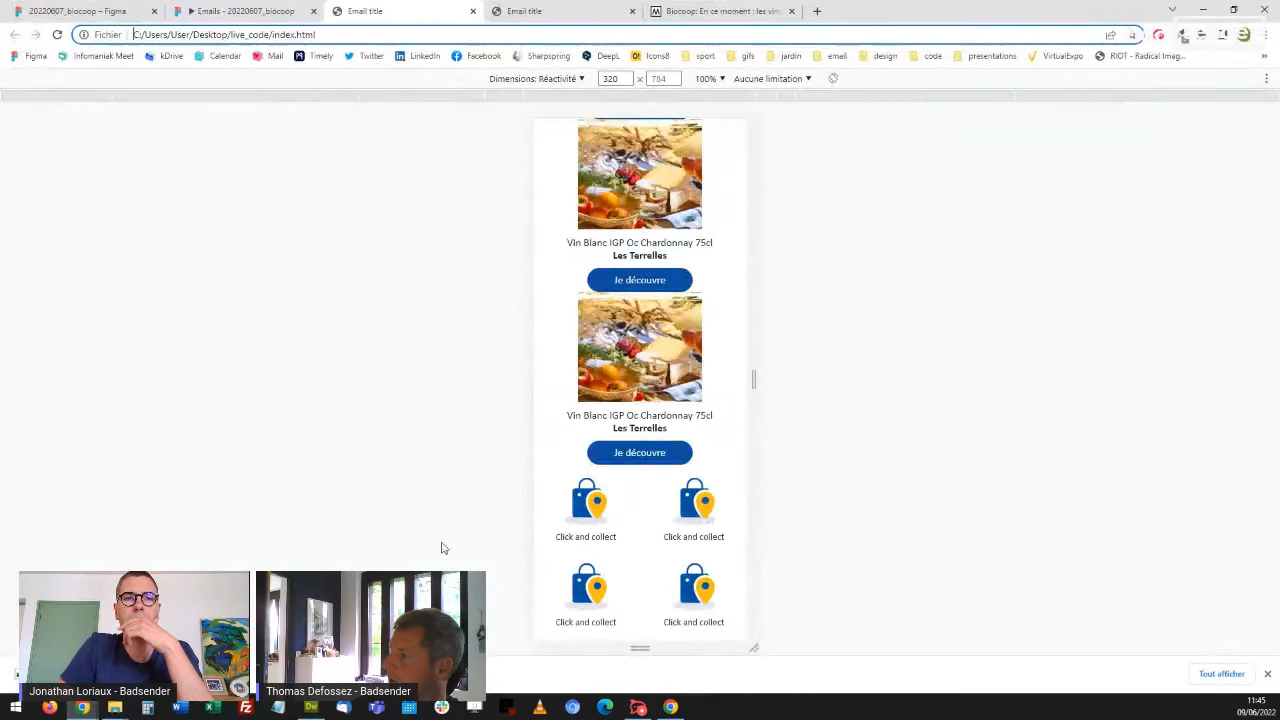 20220607_biocoop – Figma
Emails - 20220607_biocoop
Email title
Email title
Biocoop: En ce moment : les vins
Fichier
C:/Users/User/Desktop/live_code/index.html
Figma
Infomaniak Meet
kDrive
Calendar
Mail
Timely
Twitter
LinkedIn
Facebook
Sharpspring
DeepL
Icons8
sport
gifs
jardin
email
design
code
presentations
VirtualExpo
RIOT - Radical Imag...
»
Dimensions: Réactivité
320 × 784
100%
Aucune limitation
Vin Blanc IGP Oc Chardonnay 75cl
Les Terrelles
Je découvre
Vin Blanc IGP Oc Chardonnay 75cl
Les Terrelles
Je découvre
Click and collect
Click and collect
Click and collect
Click and collect
Jonathan Loriaux - Badsender
Thomas Defossez - Badsender
Tout afficher
11:45
09/06/2022